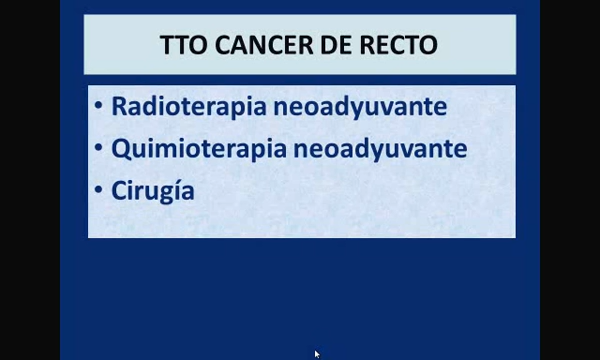 TTO CANCER DE RECTO
• Radioterapia neoadyuvante
• Quimioterapia neoadyuvante
• Cirugía